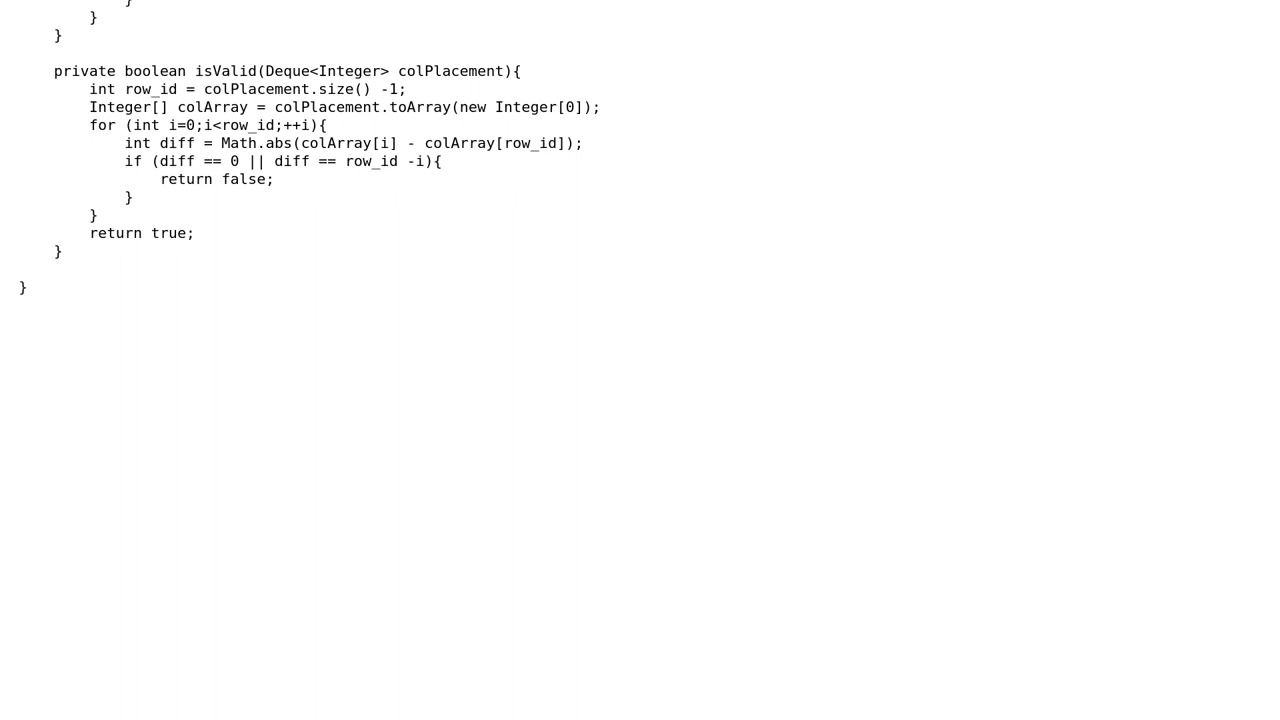 }
}
}
private boolean isValid(Deque<Integer> colPlacement){
int row_id = colPlacement.size() -1;
Integer[] colArray = colPlacement.toArray(new Integer[0]);
for (int i=0;i<row_id;++i){
int diff = Math.abs(colArray[i] - colArray[row_id]);
if (diff == 0 || diff == row_id -i){
return false;
}
}
return true;
}
}